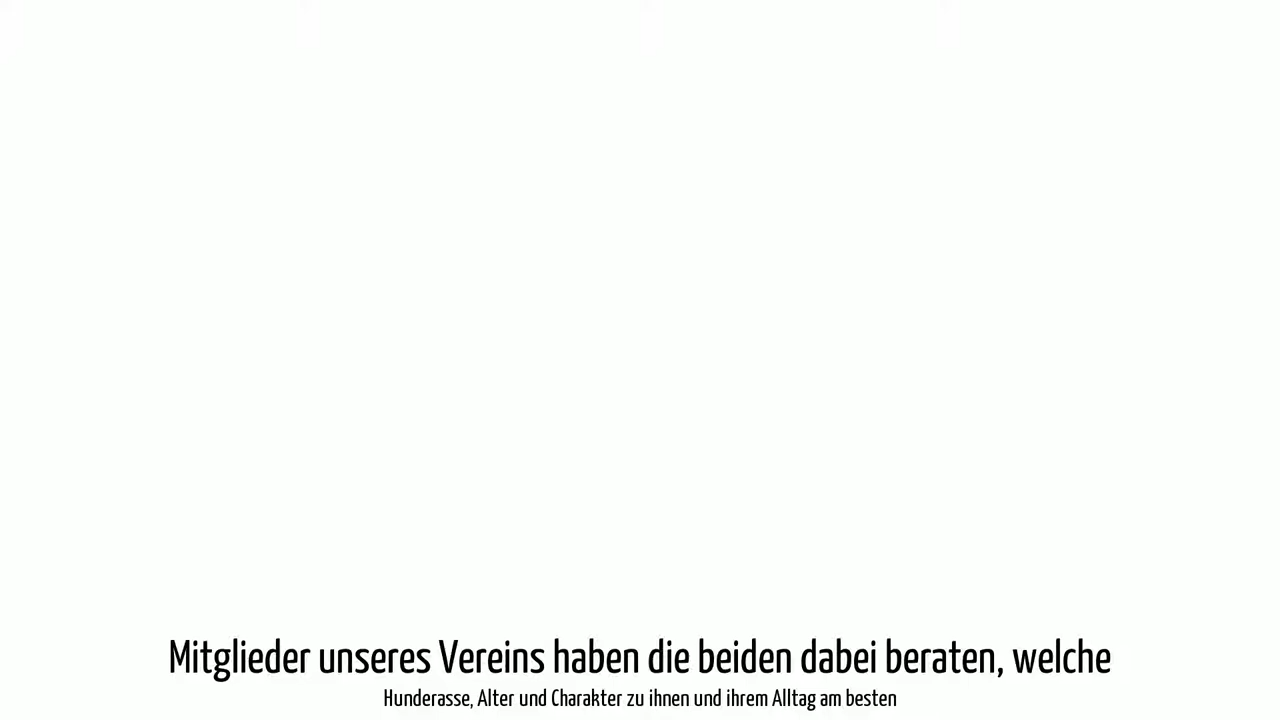 Mitglieder unseres Vereins haben die beiden dabei beraten, welche
Hunderasse, Alter und Charakter zu ihnen und ihrem Alltag am besten